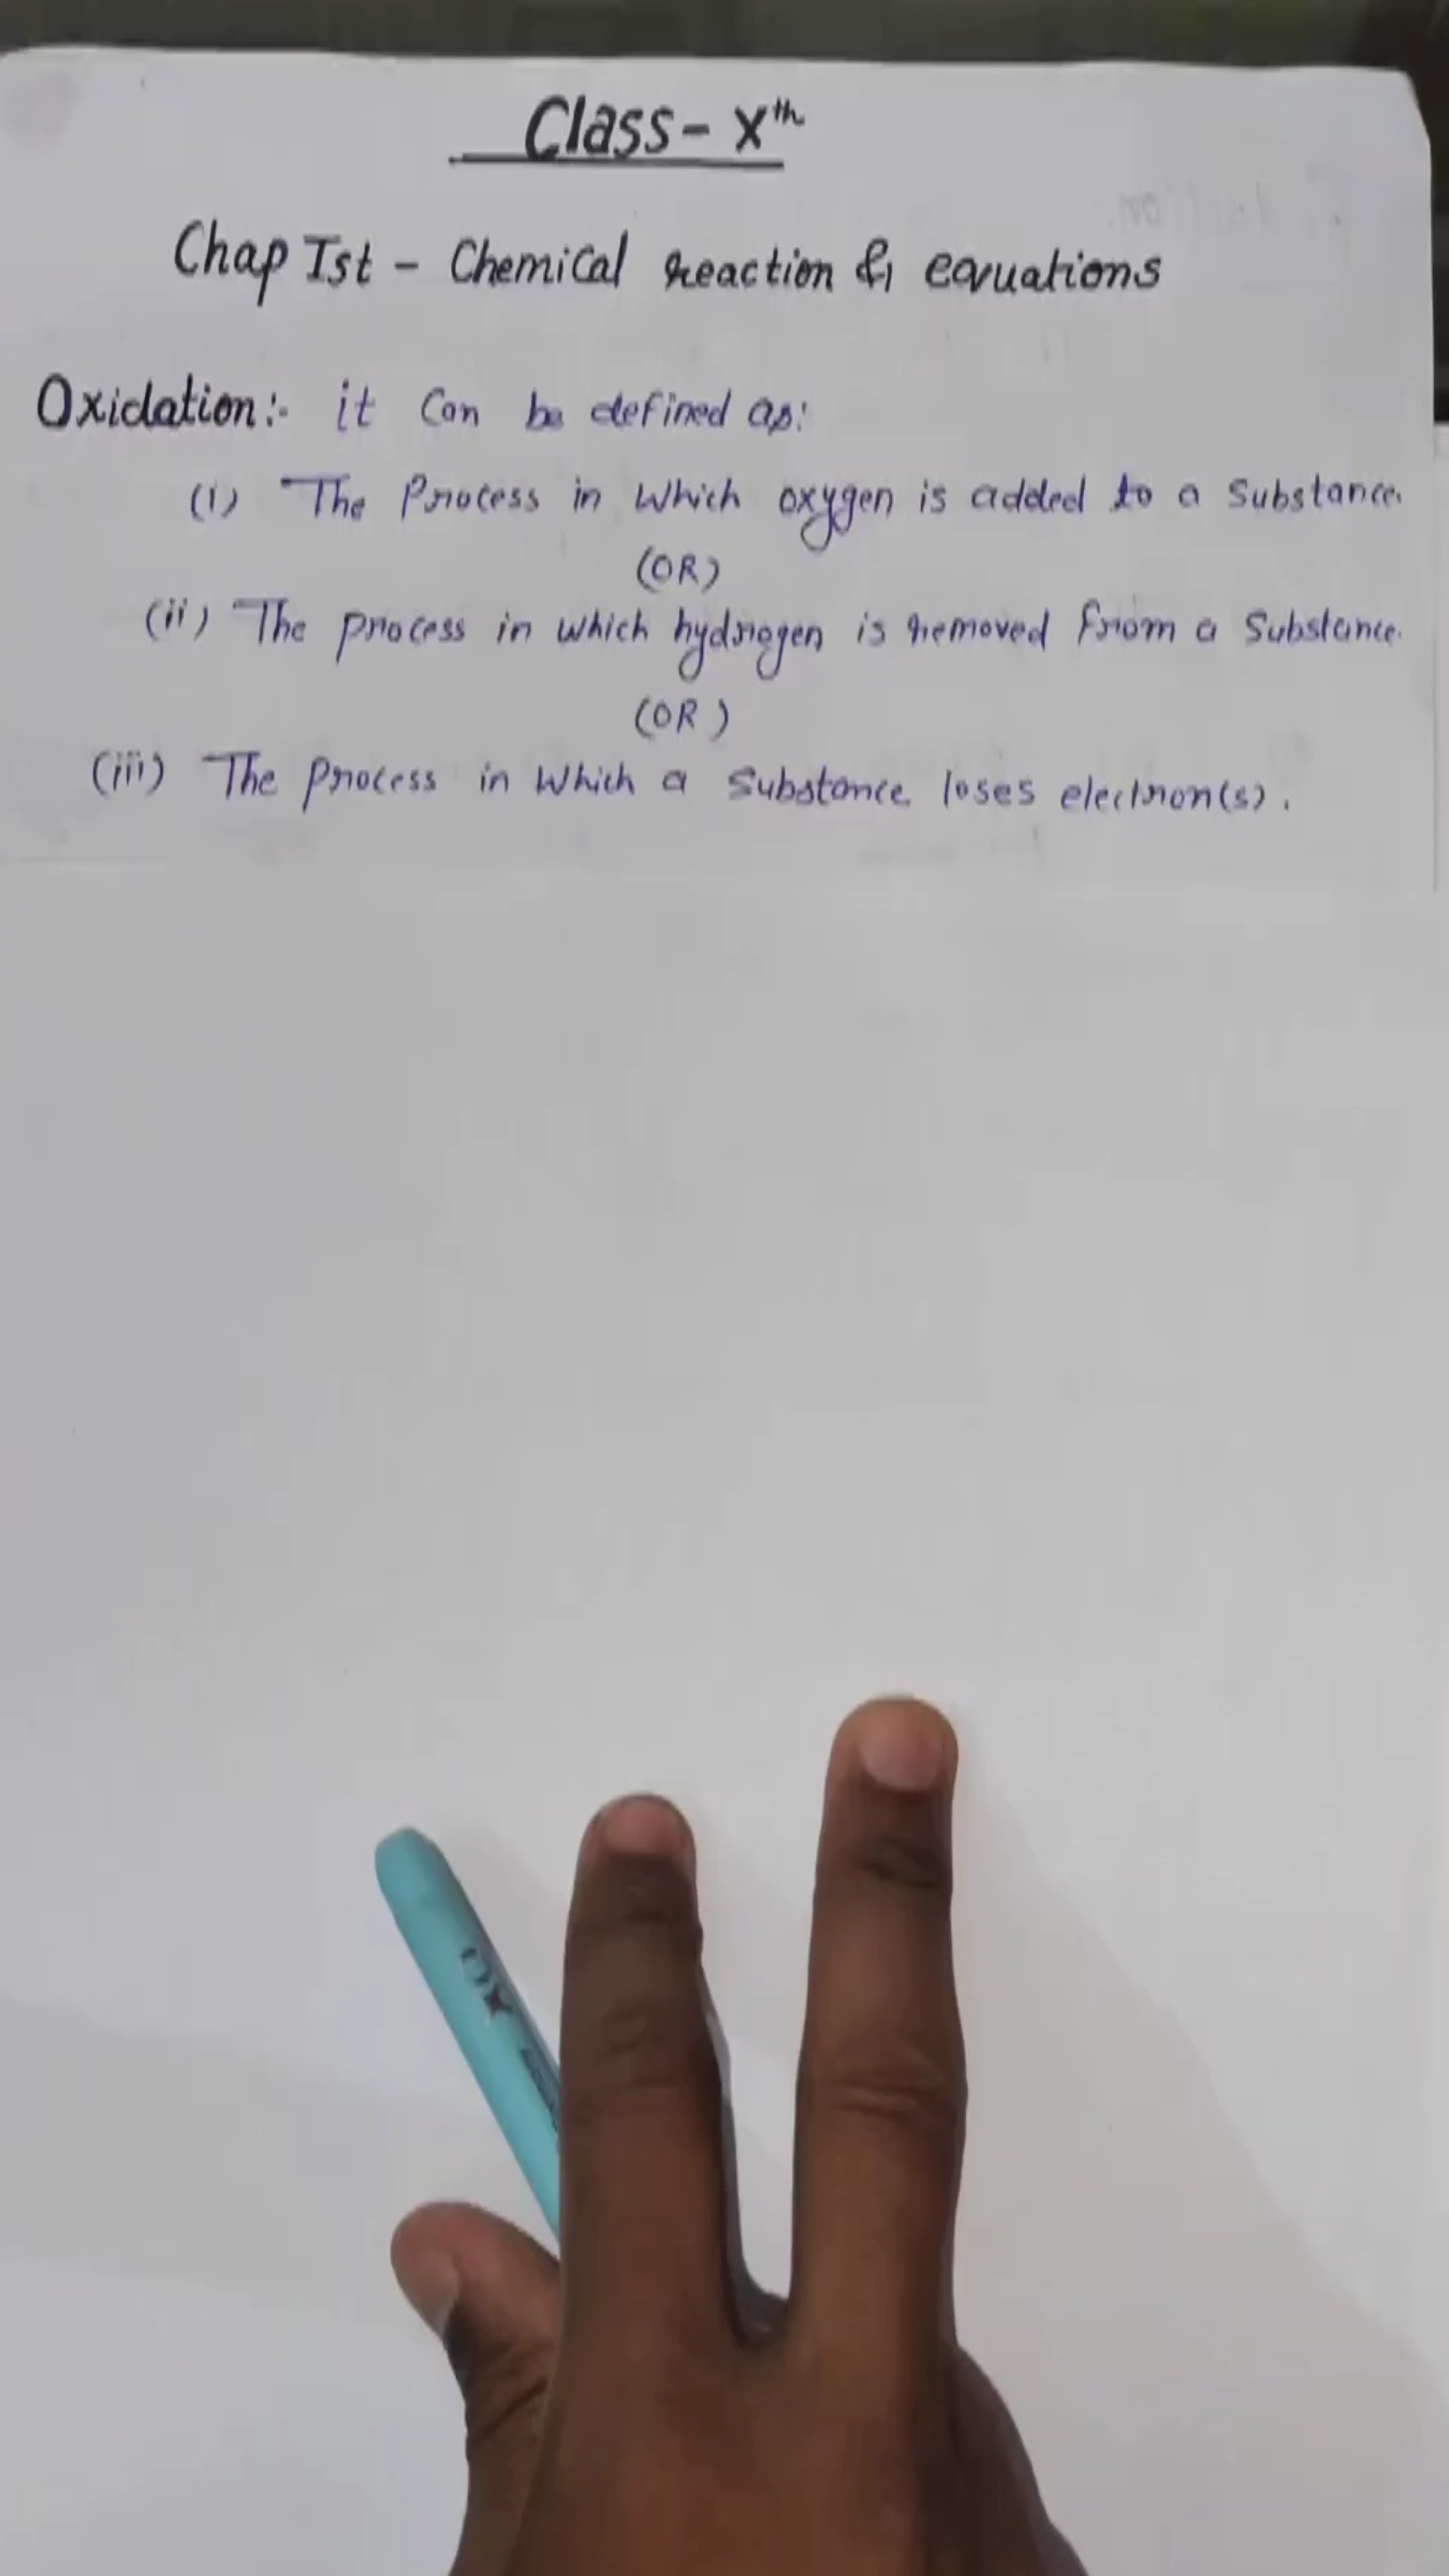 Class - Xth
Chap Ist - Chemical reaction & equations
Oxidation:- it Can be defined as:
(i) The Process in Which oxygen is added to a Substance.
(OR)
(ii) The process in which hydrogen is removed from a Substance.
(OR)
(iii) The Process in Which a Substance loses electron(s).